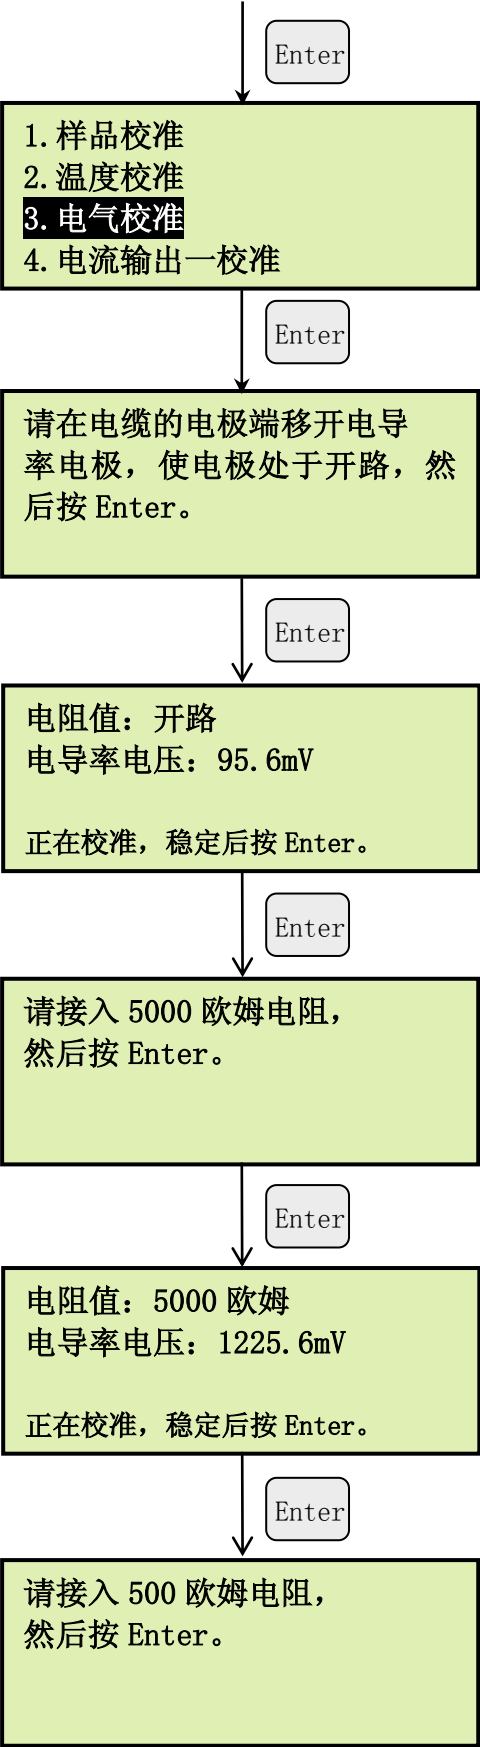 Enter
1.样品校准
2.温度校准
3.电气校准
4.电流输出一校准
Enter
请在电缆的电极端移开电导
率电极，使电极处于开路，然
后按 Enter。
Enter
电阻值：开路
电导率电压：95.6mV
正在校准，稳定后按 Enter。
Enter
请接入 5000 欧姆电阻，
然后按 Enter。
Enter
电阻值：5000 欧姆
电导率电压：1225.6mV
正在校准，稳定后按 Enter。
Enter
请接入 500 欧姆电阻，
然后按 Enter。